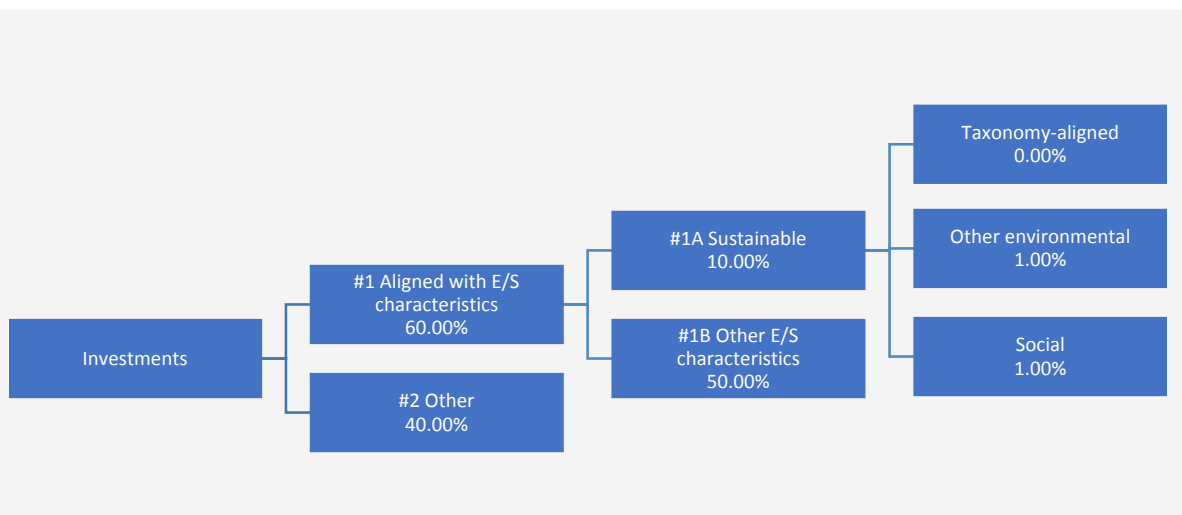 Investments
#1 Aligned with E/S
characteristics
60.00%
#2 Other
40.00%
#1A Sustainable
10.00%
#1B Other E/S
characteristics
50.00%
Taxonomy-aligned
0.00%
Other environmental
1.00%
Social
1.00%